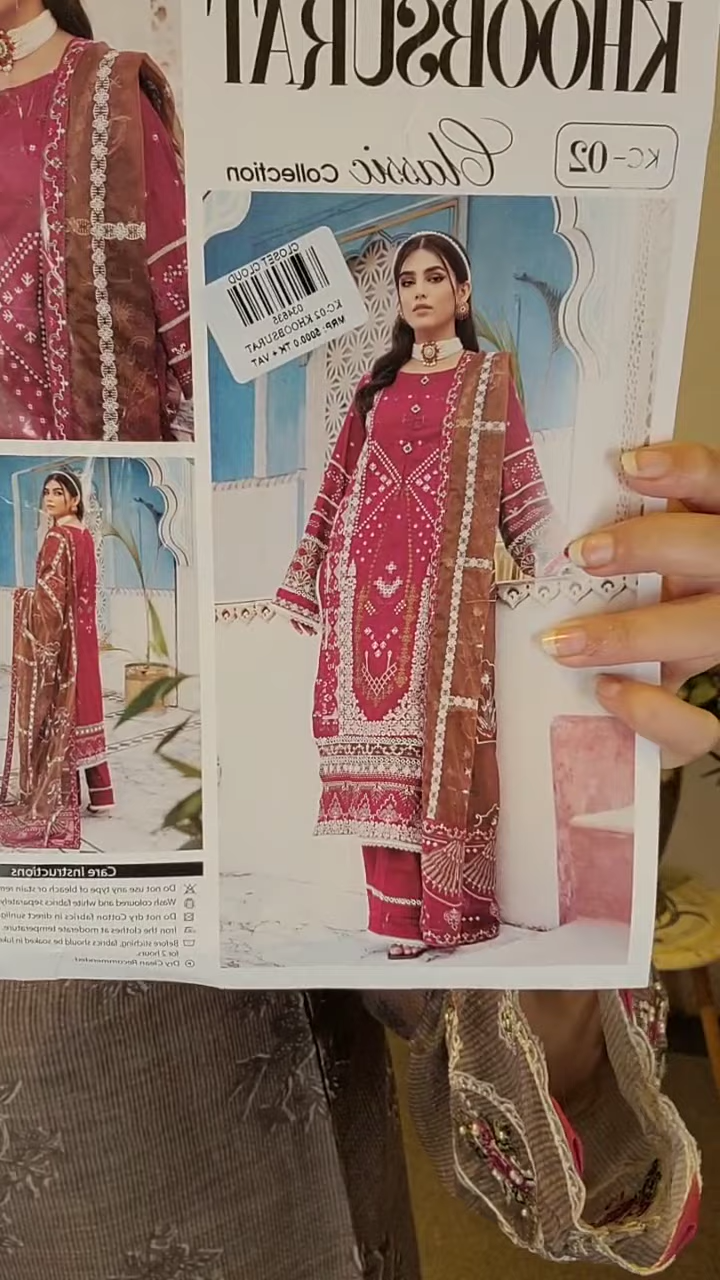 KHOOBSURAT
KC-02
Classic Collection
CLOSET CLOUD
034835
KC-02 KHOOBSURAT
MRP: 5000.0 TK + VAT
Care Instructions
Do not use any type of bleach or stain rem
Wash coloured and white fabrics separately
Do not dry Cotton fabrics in direct sunlig
Iron the clothes at moderate temperature.
Before stiching, fabrics should be soaked in luk
for 2 hours.
Dry Clean Recommended.